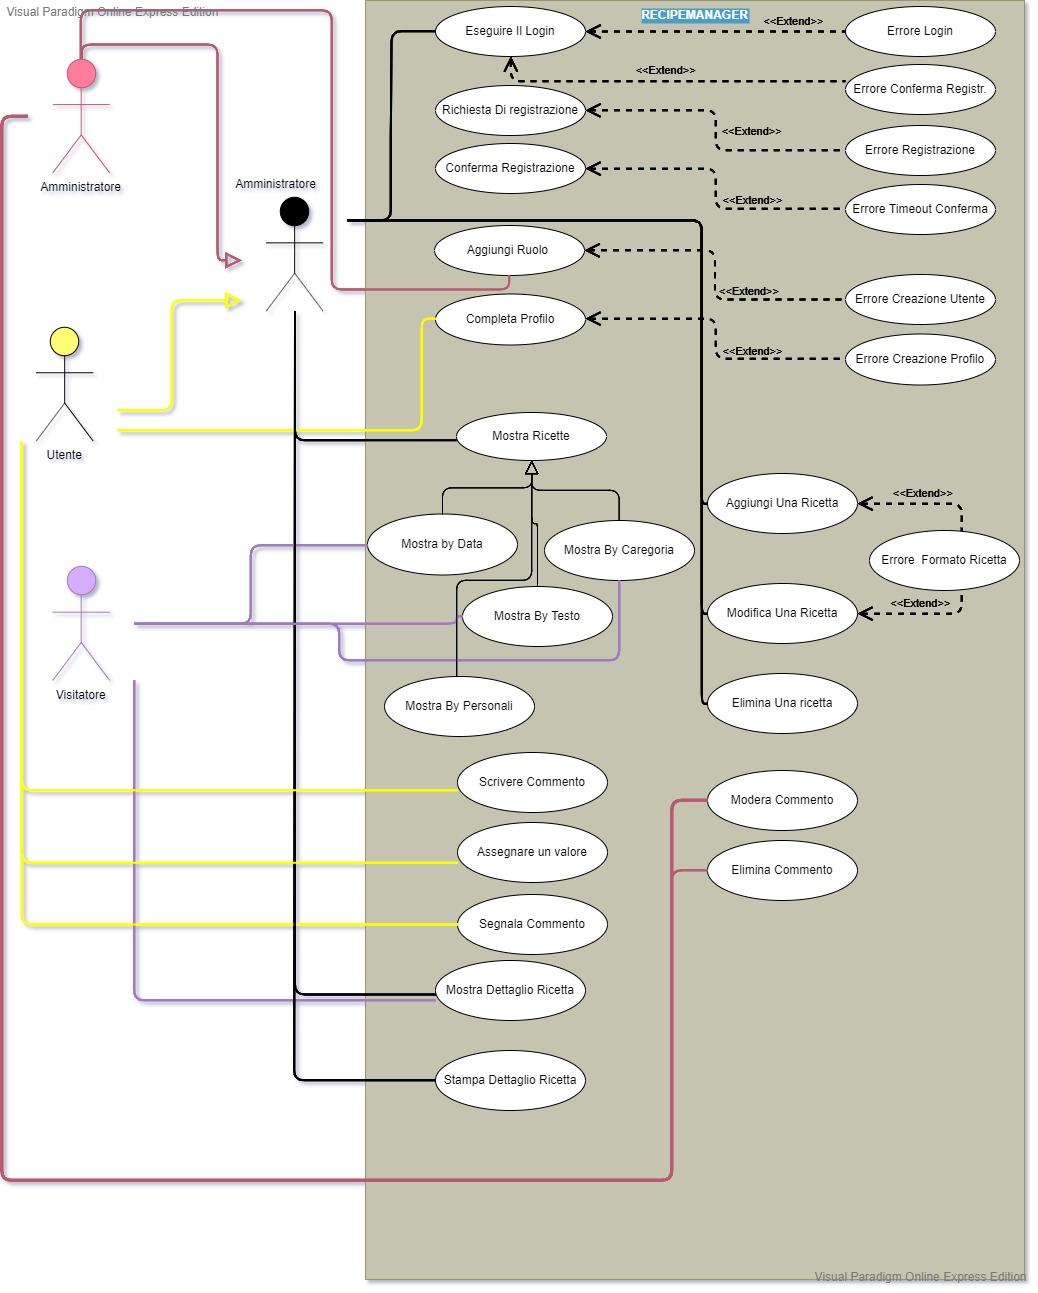 Visual Paradigm Online Express Edition
RECIPEMANAGER
Eseguire Il Login
<<Extend>>
Errore Login
<<Extend>>
Errore Conferma Registr.
Richiesta Di registrazione
<<Extend>>
Errore Registrazione
Conferma Registrazione
<<Extend>>
Errore Timeout Conferma
Amministratore
Amministratore
Aggiungi Ruolo
<<Extend>>
Errore Creazione Utente
Completa Profilo
<<Extend>>
Errore Creazione Profilo
Utente
Mostra Ricette
Aggiungi Una Ricetta
<<Extend>>
Mostra by Data
Mostra By Caregoria
Errore  Formato Ricetta
<<Extend>>
Mostra By Testo
Modifica Una Ricetta
Visitatore
Mostra By Personali
Elimina Una ricetta
Scrivere Commento
Modera Commento
Assegnare un valore
Elimina Commento
Segnala Commento
Mostra Dettaglio Ricetta
Stampa Dettaglio Ricetta
Visual Paradigm Online Express Edition